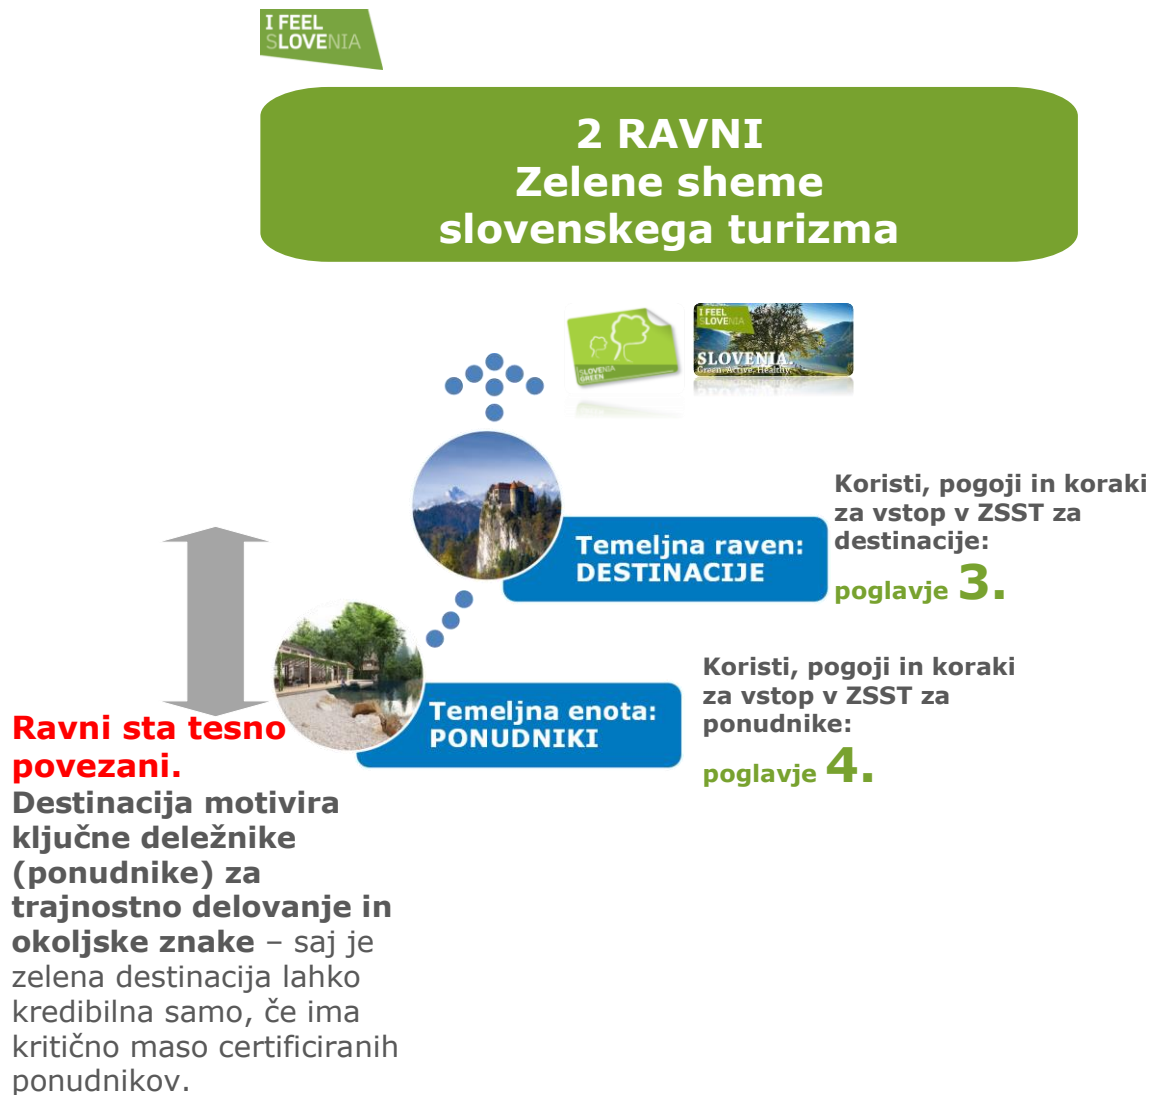 I FEEL
SLOVENIA
2 RAVNI
Zelene sheme
slovenskega turizma
SLOVENIA
GREEN
I FEEL
SLOVENIA
SLOVENIA.
Green. Active. Healthy.
Koristi, pogoji in koraki
za vstop v ZSST za
destinacije:
poglavje 3.
Temeljna raven:
DESTINACIJE
Koristi, pogoji in koraki
za vstop v ZSST za
ponudnike:
poglavje 4.
Temeljna enota:
PONUDNIKI
Ravni sta tesno
povezani.
Destinacija motivira
ključne deležnike
(ponudnike) za
trajnostno delovanje in
okoljske znake – saj je
zelena destinacija lahko
kredibilna samo, če ima
kritično maso certificiranih
ponudnikov.